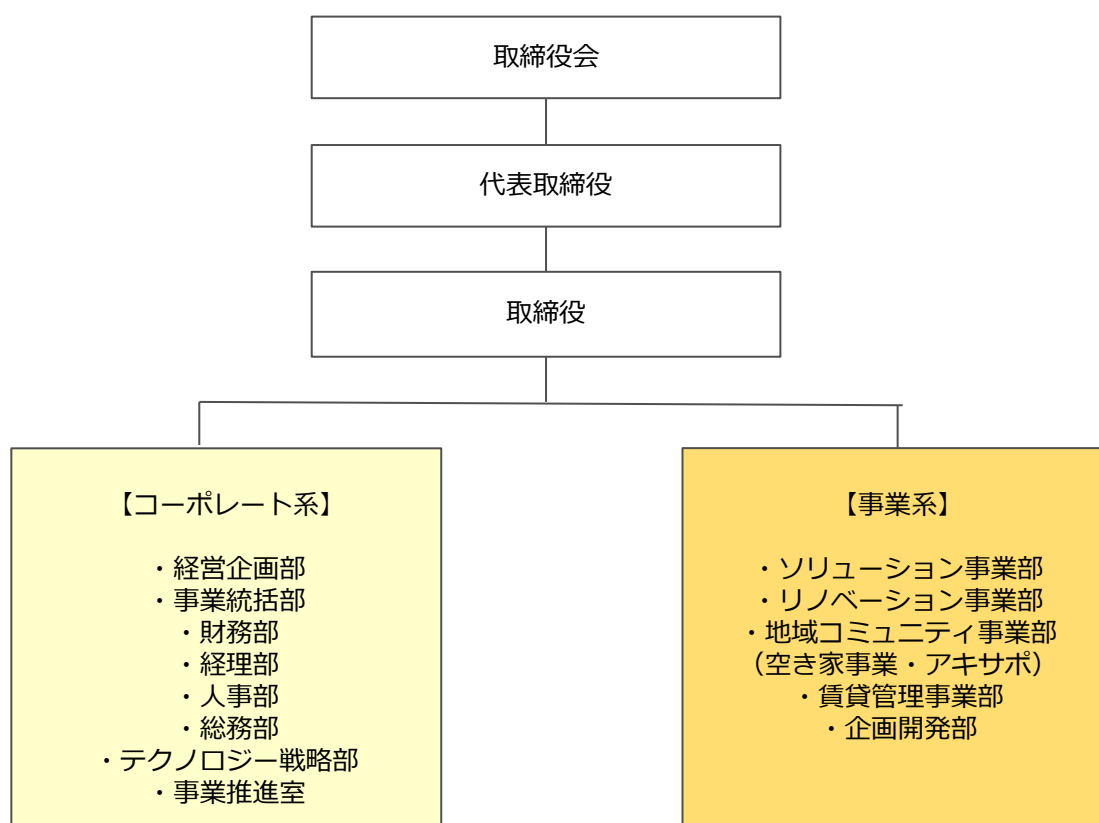 取締役会
代表取締役
取締役
【コーポレート系】
・経営企画部
・事業統括部
・財務部
・経理部
・人事部
・総務部
・テクノロジー戦略部
・事業推進室
【事業系】
・ソリューション事業部
・リノベーション事業部
・地域コミュニティ事業部
（空き家事業・アキサポ）
・賃貸管理事業部
・企画開発部